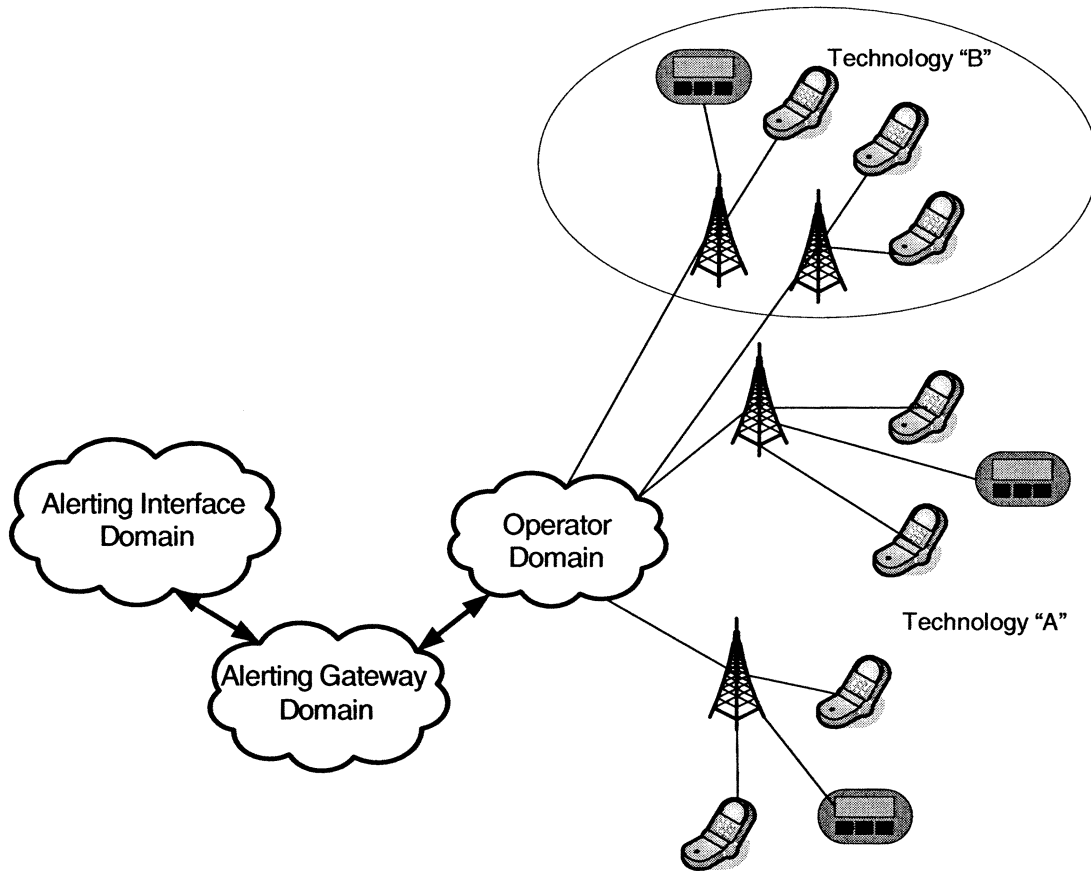 Technology “B”
Alerting Interface
Domain
Operator
Domain
Technology “A”
Alerting Gateway
Domain